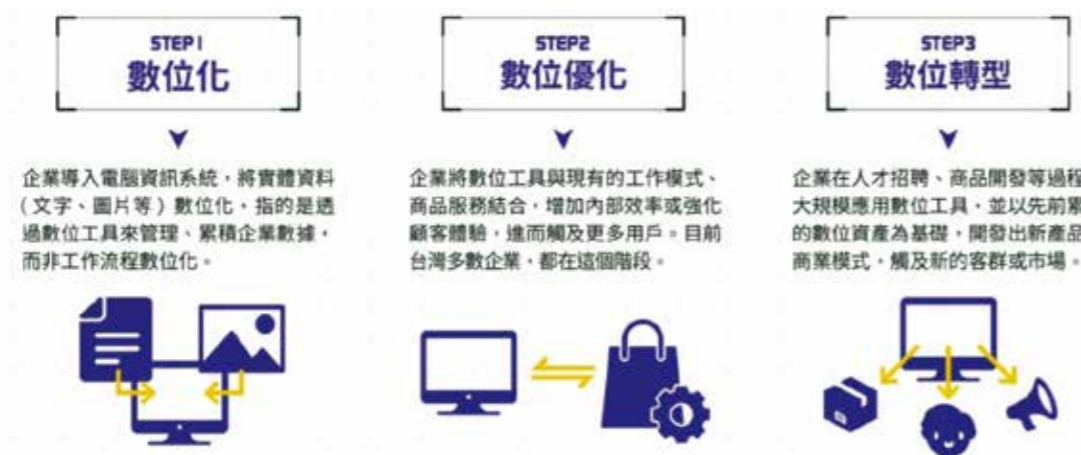 STEP1
數位化
企業導入電腦資訊系統，將實體資料
（文字、圖片等）數位化，指的是透
過數位工具來管理、累積企業數據，
而非工作流程數位化。
STEP2
數位優化
企業將數位工具與現有的工作模式、
商品服務結合，增加內部效率或強化
顧客體驗，進而觸及更多用戶。目前
台灣多數企業，都在這個階段。
STEP3
數位轉型
企業在人才招聘、商品開發等過程
大規模應用數位工具，並以先前累
的數位資產為基礎，開發出新產品
商業模式，觸及新的客群或市場。